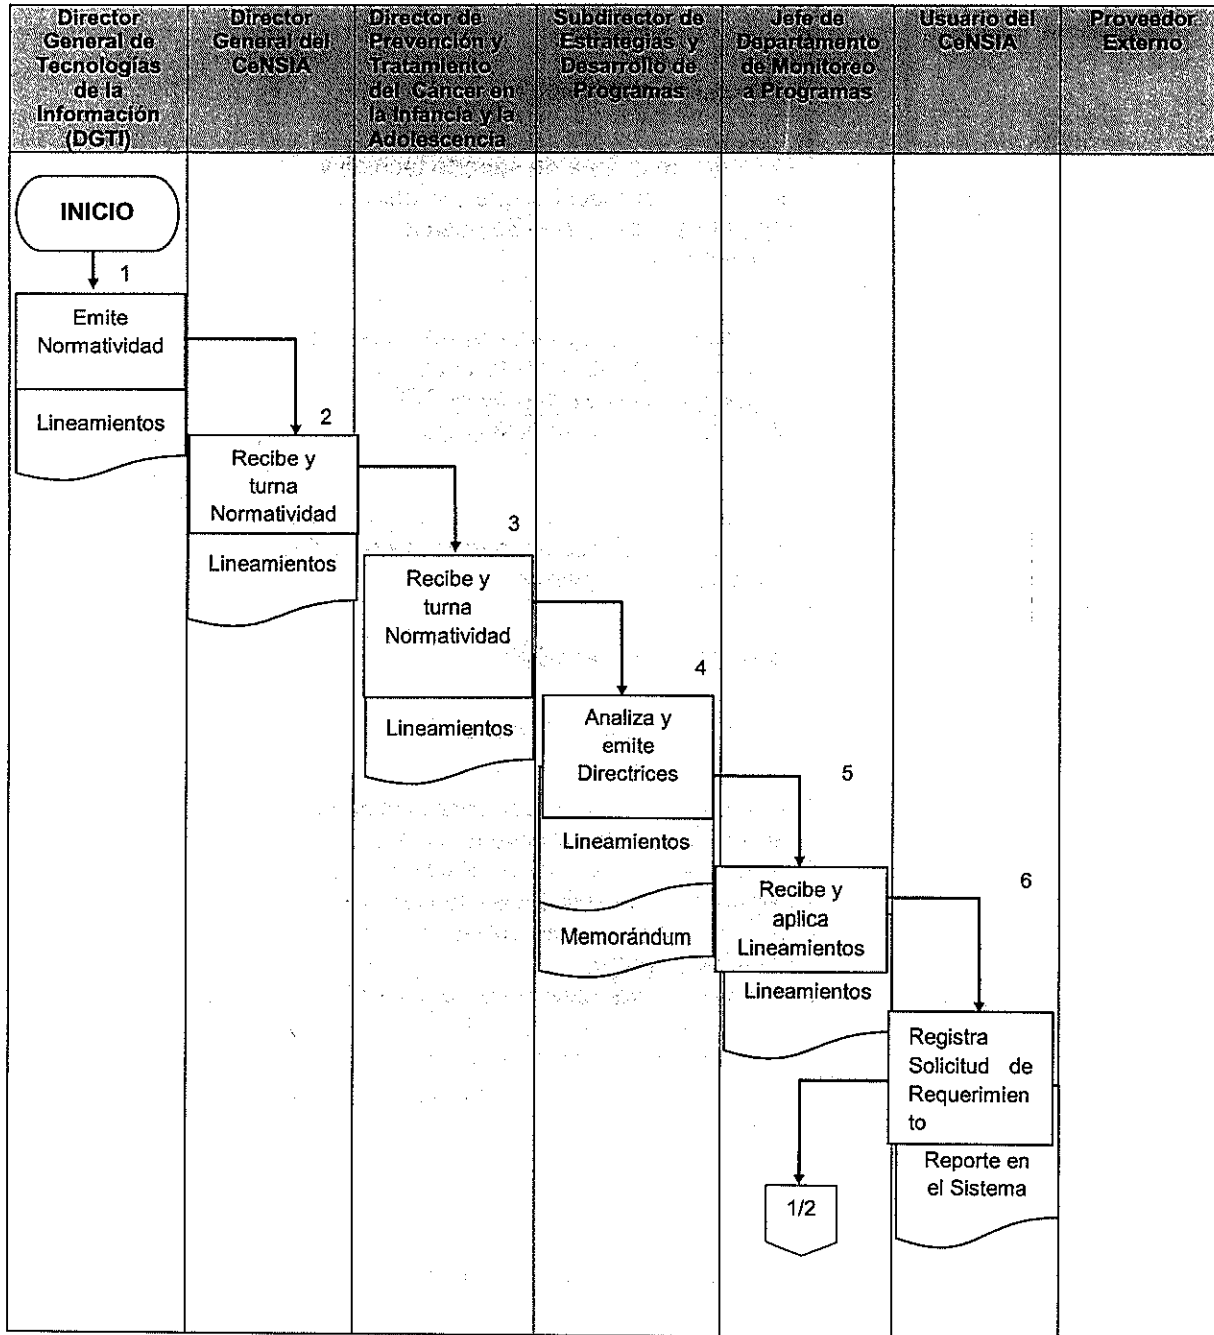 Director
General de
Tecnologías
de la
Información
(DGTI)
Director
General del
CeNSIA
Director de
Prevención y
Tratamiento
del Cáncer en
la Infancia y la
Adolescencia
Subdirector de
Estrategias y
Desarrollo de
Programas
Jefe de
Departamento
de Monitoreo
a Programas
Usuario del
CeNSIA
Proveedor
Externo
INICIO
1
Emite
Normatividad
Lineamientos
2
Recibe y
turna
Normatividad
Lineamientos
3
Recibe y
turna
Normatividad
Lineamientos
4
Analiza y
emite
Directrices
Lineamientos
Memorándum
5
Recibe y
aplica
Lineamientos
Lineamientos
6
Registra
Solicitud de
Requerimien
to
Reporte en
el Sistema
1/2